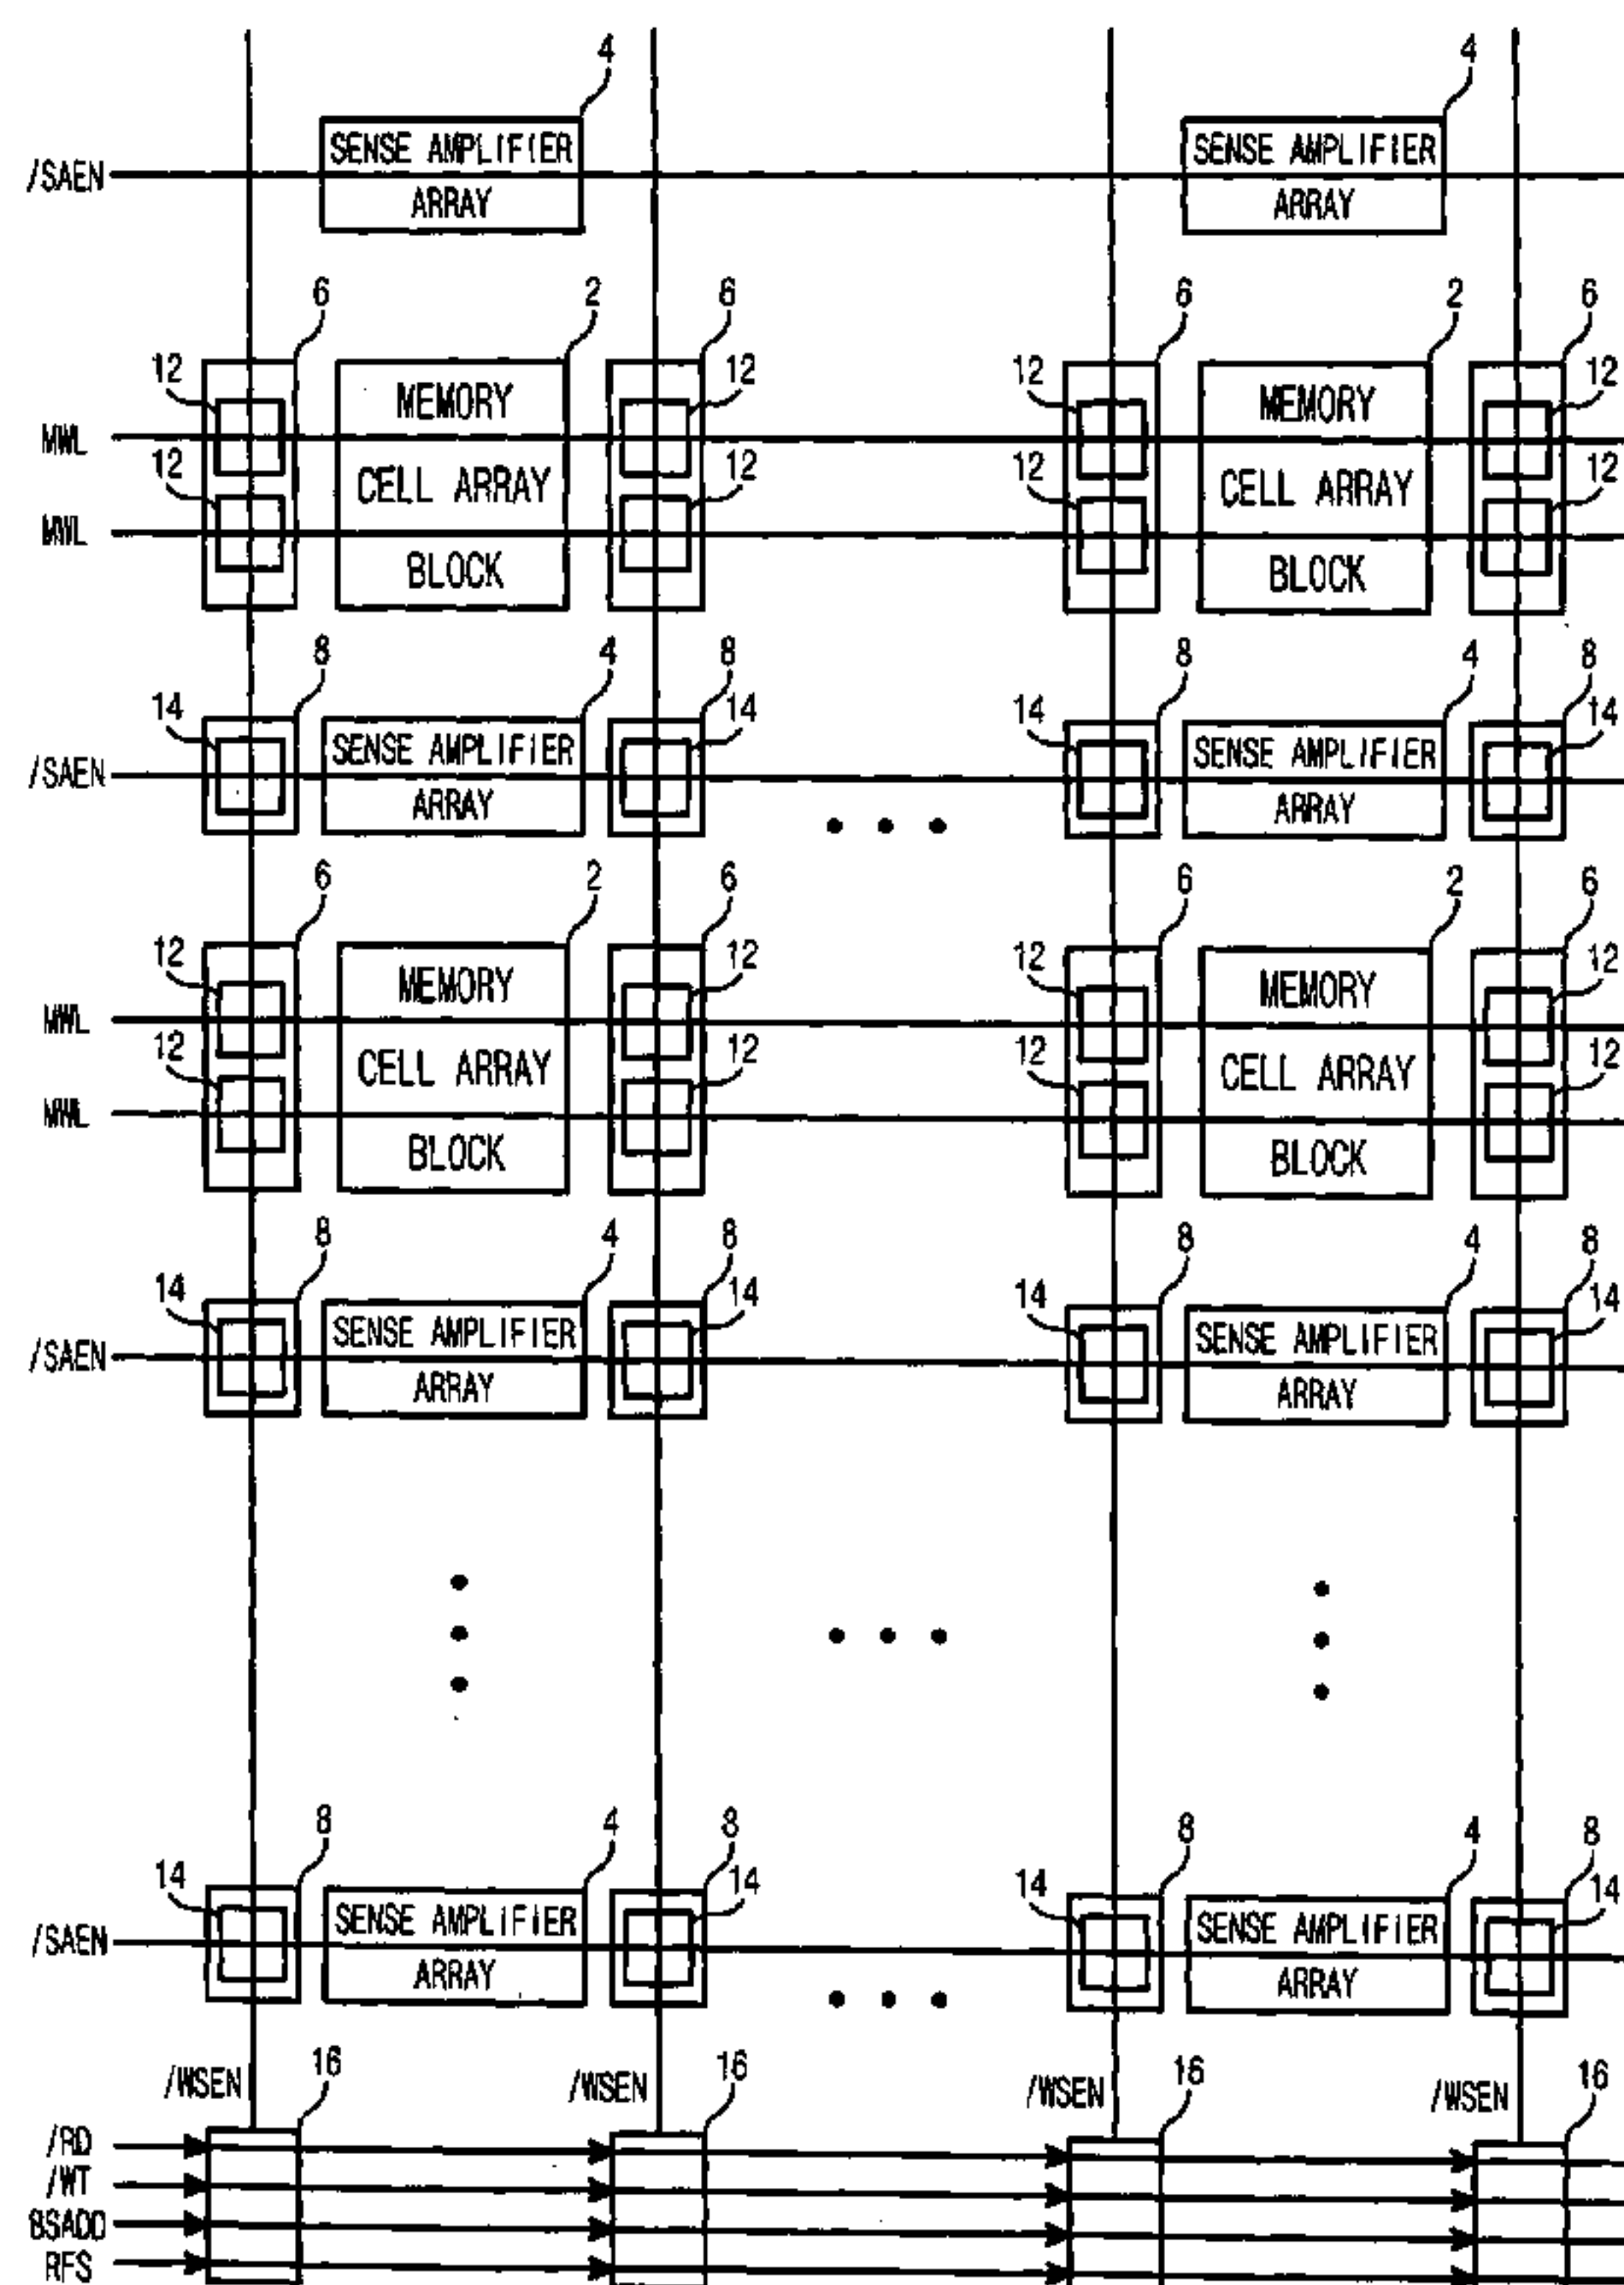 4 4
/SAEN SENSE AMPLIFIER SENSE AMPLIFIER
ARRAY ARRAY
6 2 6 6 2 6
12 MEMORY 12 12 MEMORY 12
MWL
12 CELL ARRAY 12 12 CELL ARRAY 12
MWL
BLOCK BLOCK
8 4 8 8 4 8
14 14 14 14
/SAEN SENSE AMPLIFIER SENSE AMPLIFIER
ARRAY ARRAY
6 2 6 6 2 6
12 MEMORY 12 12 MEMORY 12
MWL
12 CELL ARRAY 12 12 CELL ARRAY 12
MWL
BLOCK BLOCK
8 4 8 8 4 8
14 14 14 14
/SAEN SENSE AMPLIFIER SENSE AMPLIFIER
ARRAY ARRAY
8 4 8 8 4 8
14 14 14 14
/SAEN SENSE AMPLIFIER SENSE AMPLIFIER
ARRAY ARRAY
/WSEN 16 /WSEN 16 /WSEN 16 /WSEN 16
/RD
/WT
BSADD
RFS